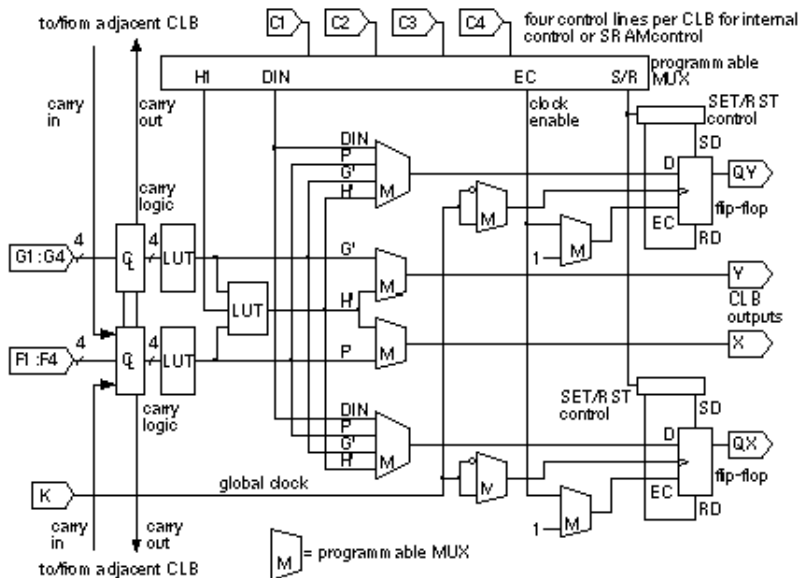 to/from adjacent CLB
C1
C2
C3
C4
four control lines per CLB for internal
control or SRAMcontrol
H1
DIN
EC
S/R
programmable
MUX
carry
in
carry
out
clock
enable
SET/RST
control
SD
DIN
P
G'
H'
M
D
QY
M
flip-flop
EC
RD
M
1
carry
logic
4
4
G1:G4
CL
LUT
G'
H'
M
Y
CLB
outputs
LUT
4
4
F1:F4
CL
LUT
P
M
X
carry
logic
SET/RST
control
SD
DIN
P
G'
H'
M
D
QX
M
flip-flop
EC
RD
M
1
K
global clock
carry
in
carry
out
to/from adjacent CLB
M
= programmable MUX